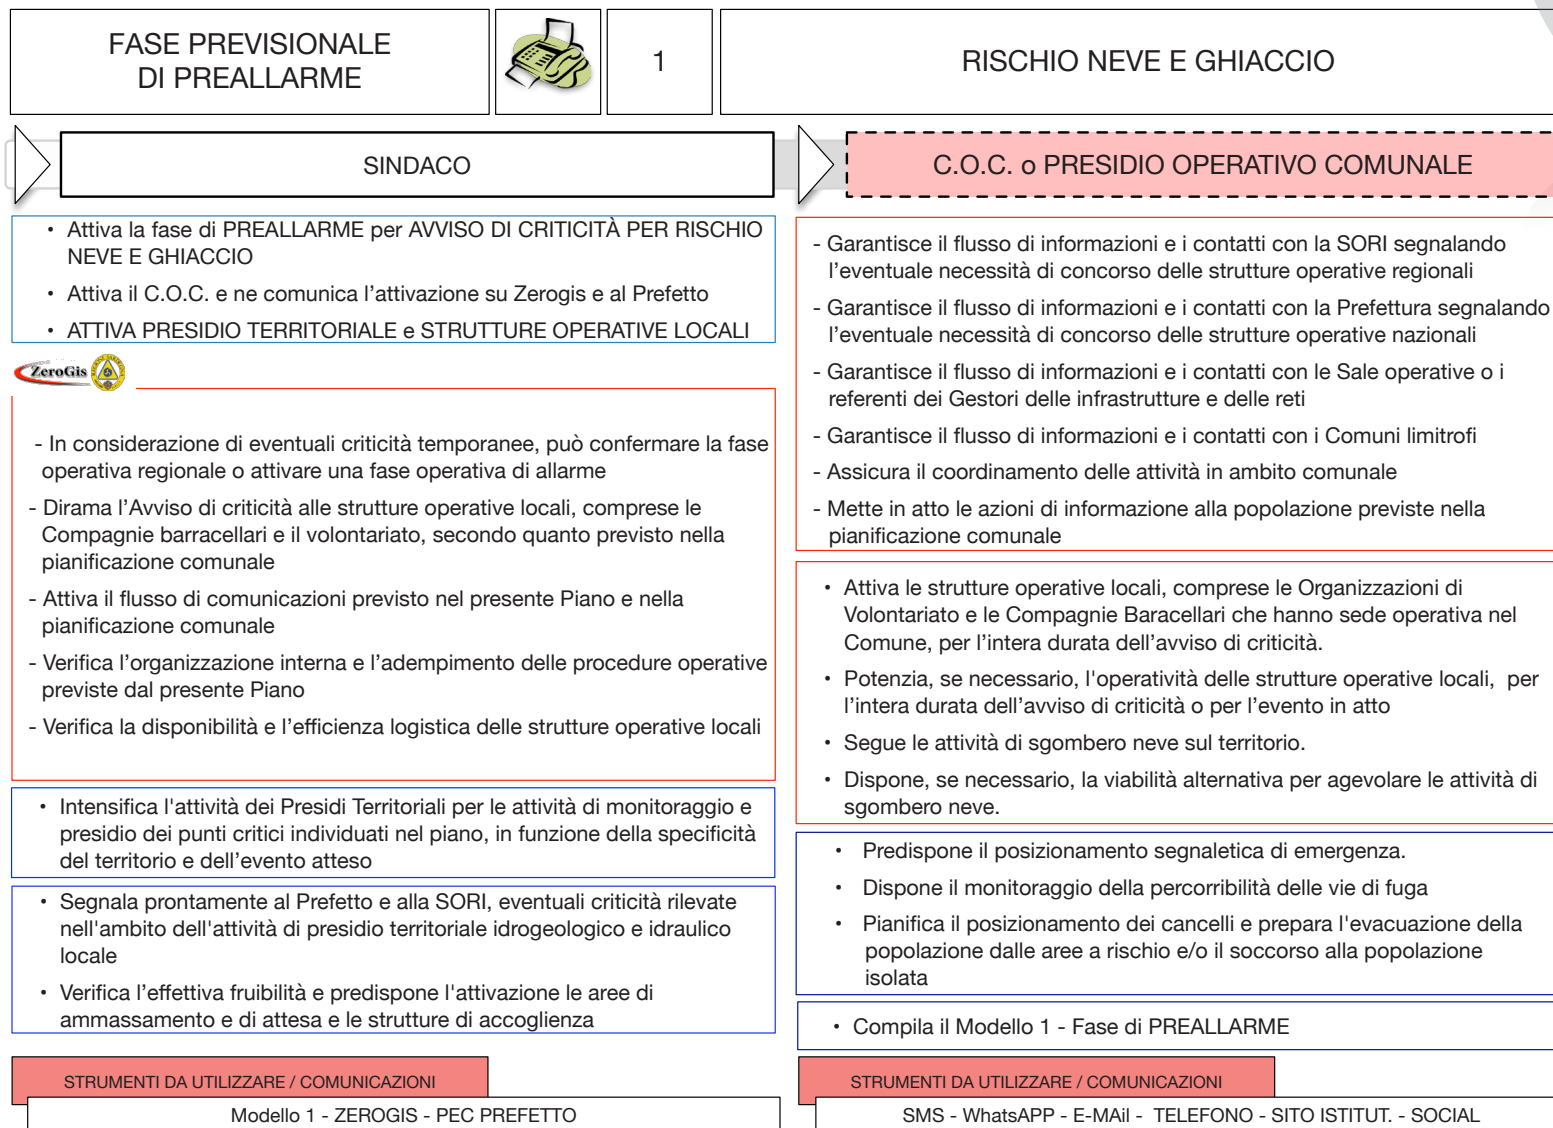 FASE PREVISIONALE
DI PREALLARME
1
RISCHIO NEVE E GHIACCIO
SINDACO
• Attiva la fase di PREALLARME per AVVISO DI CRITICITÀ PER RISCHIO
NEVE E GHIACCIO
• Attiva il C.O.C. e ne comunica l'attivazione su Zerogis e al Prefetto
• ATTIVA PRESIDIO TERRITORIALE e STRUTTURE OPERATIVE LOCALI
ZeroGis
- In considerazione di eventuali criticità temporanee, può confermare la fase
operativa regionale o attivare una fase operativa di allarme
- Dirama l'Avviso di criticità alle strutture operative locali, comprese le
Compagnie barracellari e il volontariato, secondo quanto previsto nella
pianificazione comunale
- Attiva il flusso di comunicazioni previsto nel presente Piano e nella
pianificazione comunale
- Verifica l'organizzazione interna e l'adempimento delle procedure operative
previste dal presente Piano
- Verifica la disponibilità e l'efficienza logistica delle strutture operative locali
• Intensifica l'attività dei Presidi Territoriali per le attività di monitoraggio e
presidio dei punti critici individuati nel piano, in funzione della specificità
del territorio e dell'evento atteso
• Segnala prontamente al Prefetto e alla SORI, eventuali criticità rilevate
nell'ambito dell'attività di presidio territoriale idrogeologico e idraulico
locale
• Verifica l'effettiva fruibilità e predispone l'attivazione le aree di
ammassamento e di attesa e le strutture di accoglienza
STRUMENTI DA UTILIZZARE / COMUNICAZIONI
Modello 1 - ZEROGIS - PEC PREFETTO
C.O.C. o PRESIDIO OPERATIVO COMUNALE
- Garantisce il flusso di informazioni e i contatti con la SORI segnalando
l'eventuale necessità di concorso delle strutture operative regionali
- Garantisce il flusso di informazioni e i contatti con la Prefettura segnalando
l'eventuale necessità di concorso delle strutture operative nazionali
- Garantisce il flusso di informazioni e i contatti con le Sale operative o i
referenti dei Gestori delle infrastrutture e delle reti
- Garantisce il flusso di informazioni e i contatti con i Comuni limitrofi
- Assicura il coordinamento delle attività in ambito comunale
- Mette in atto le azioni di informazione alla popolazione previste nella
pianificazione comunale
• Attiva le strutture operative locali, comprese le Organizzazioni di
Volontariato e le Compagnie Baracellari che hanno sede operativa nel
Comune, per l'intera durata dell'avviso di criticità.
• Potenzia, se necessario, l'operatività delle strutture operative locali, per
l'intera durata dell'avviso di criticità o per l'evento in atto
• Segue le attività di sgombero neve sul territorio.
• Dispone, se necessario, la viabilità alternativa per agevolare le attività di
sgombero neve.
• Predispone il posizionamento segnaletica di emergenza.
• Dispone il monitoraggio della percorribilità delle vie di fuga
• Pianifica il posizionamento dei cancelli e prepara l'evacuazione della
popolazione dalle aree a rischio e/o il soccorso alla popolazione
isolata
• Compila il Modello 1 - Fase di PREALLARME
STRUMENTI DA UTILIZZARE / COMUNICAZIONI
SMS - WhatsAPP - E-MAil - TELEFONO - SITO ISTITUT. - SOCIAL